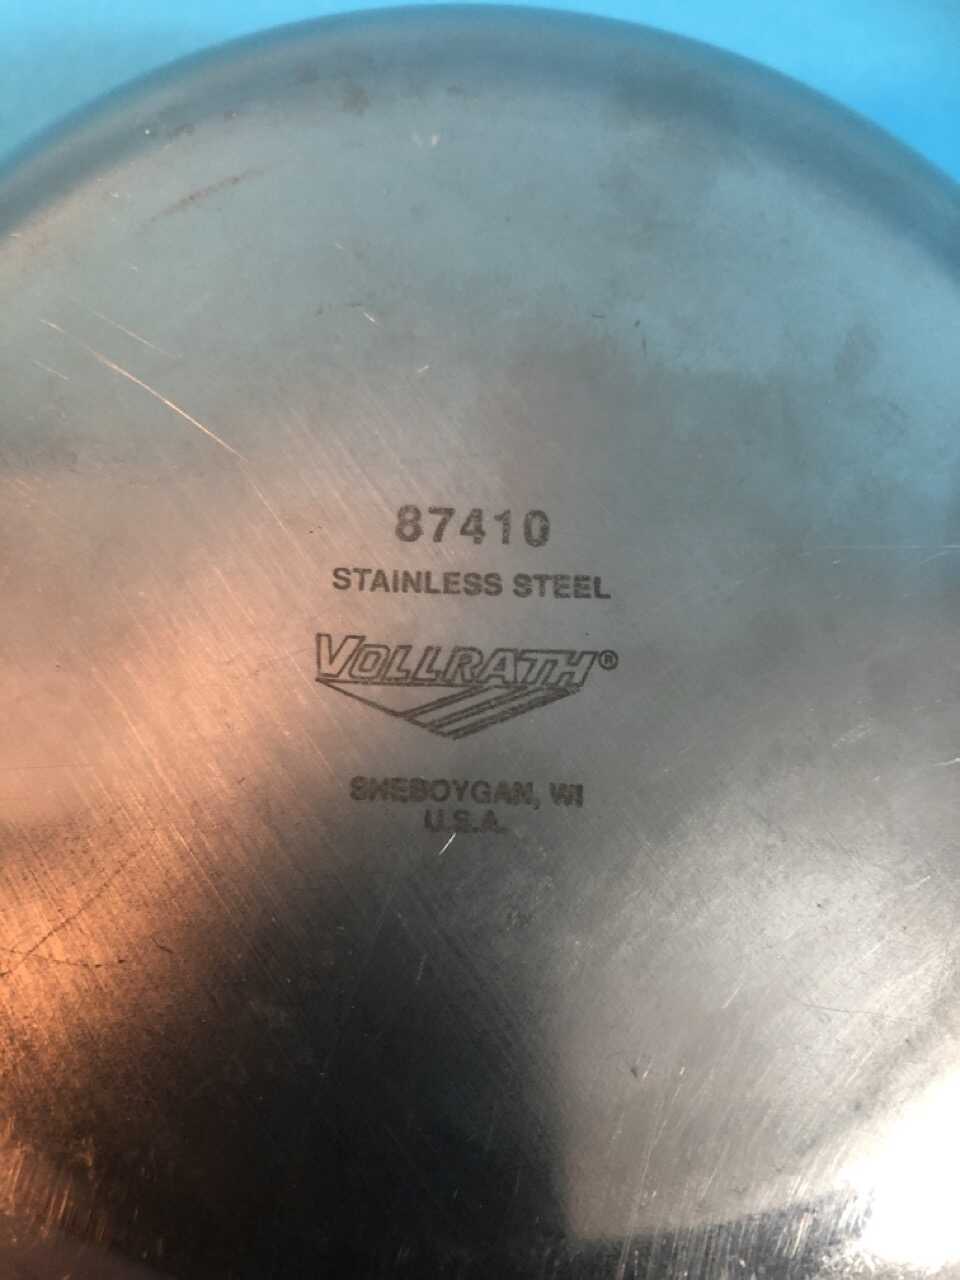 87410
STAINLESS STEEL
VOLLRATH®
SHEBOYGAN, WI
U.S.A.